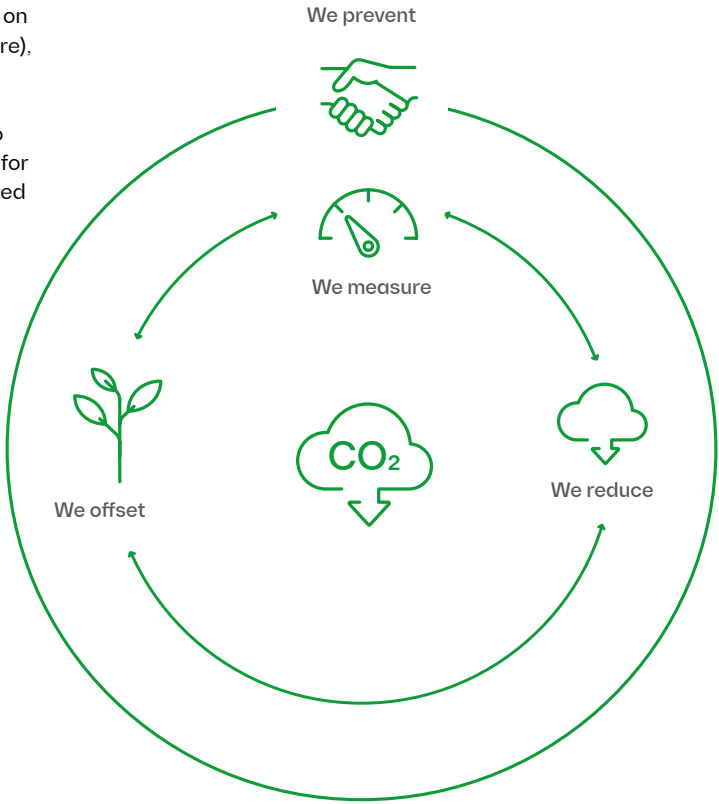 on
re),
for
ed
We prevent
We measure
We offset
CO₂
We reduce